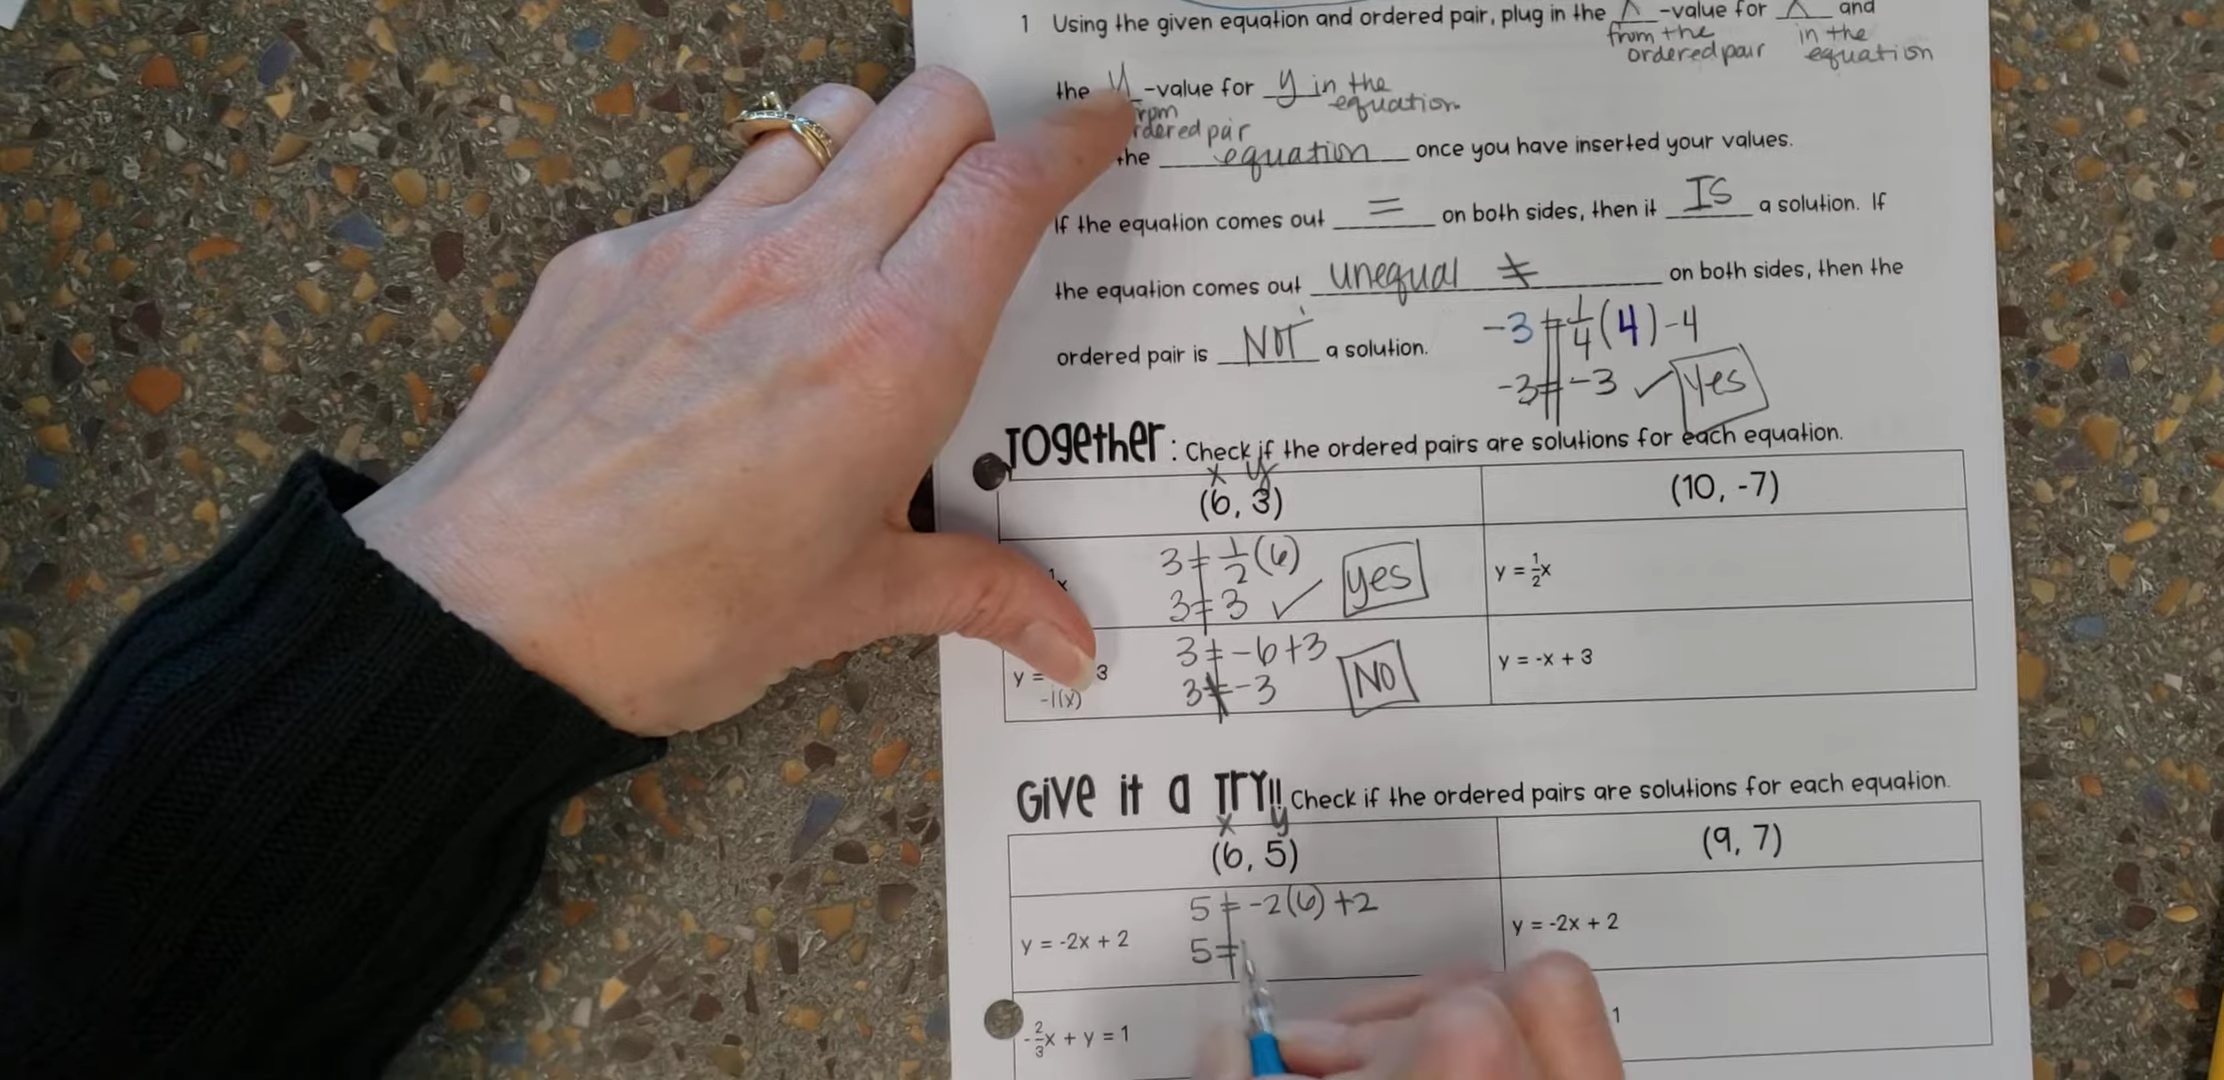 1 Using the given equation and ordered pair, plug in the -value for and
from the in the
ordered pair equation
the y -value for y in the
equation
ordered pair
the equation once you have inserted your values.
If the equation comes out = on both sides, then it IS a solution. If
the equation comes out unequal ≠ on both sides, then the
ordered pair is NOT a solution.
-3 = 1/4 (4) -4
-3 = -3 ✓ yes
Together: Check if the ordered pairs are solutions for each equation.
x y
(6, 3) (10, -7)
3 = 1/2 (6)
3 = 3 ✓ yes
y = 1/2x
3 = -6+3
y = 3
-1(x)
3 ≠ -3 NO
y = -x + 3
Give it a TRY!! Check if the ordered pairs are solutions for each equation.
x y
(6, 5) (9, 7)
5 = -2(6) +2
y = -2x + 2
5 =
y = -2x + 2
-2/3x + y = 1
1